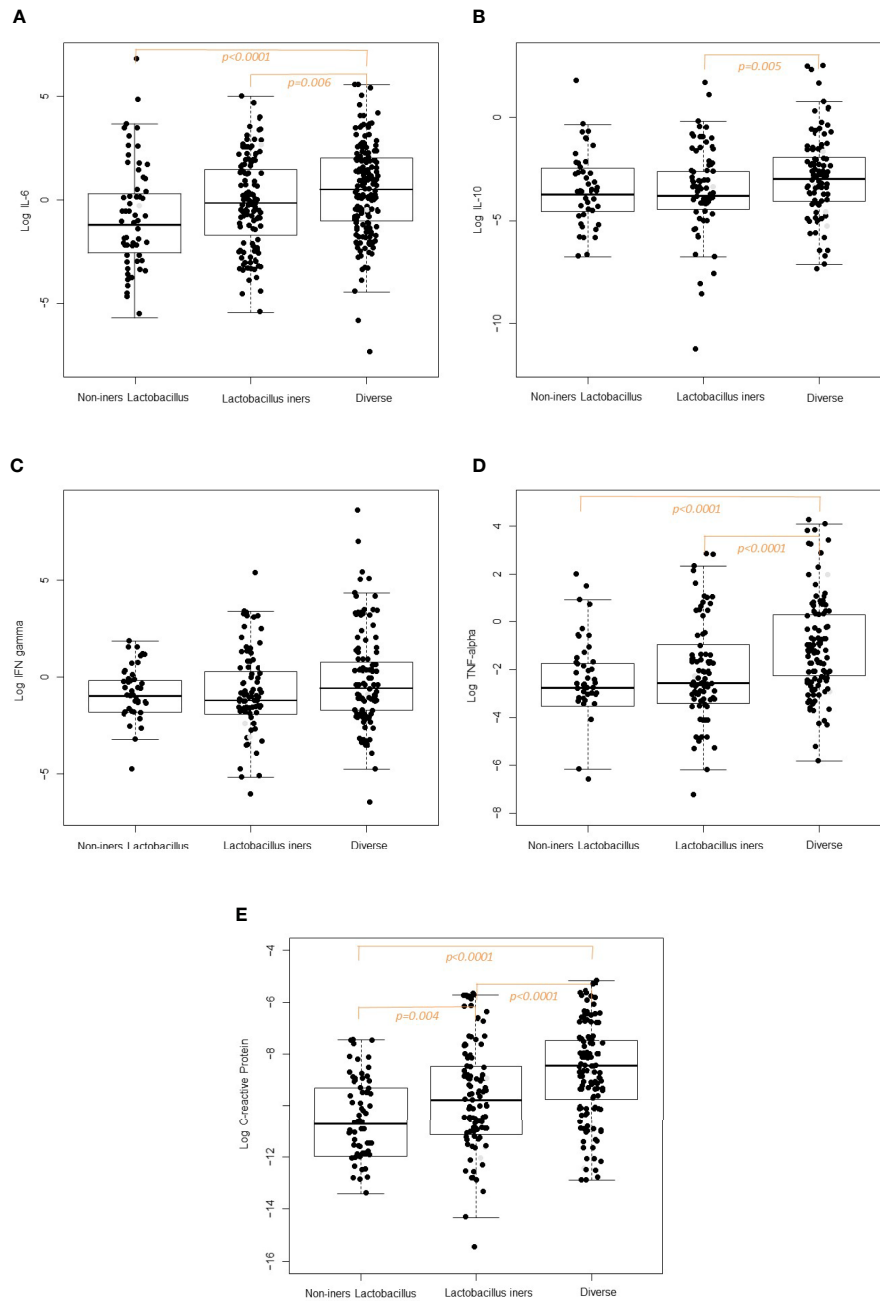 A
p<0.0001
p=0.006
5
0
-5
Log IL-6
Non-iners Lactobacillus
Lactobacillus iners
Diverse
B
p=0.005
0
-5
-10
Log IL-10
Non-iners Lactobacillus
Lactobacillus iners
Diverse
C
5
0
-5
Log IFN gamma
Non-iners Lactobacillus
Lactobacillus iners
Diverse
D
p<0.0001
p<0.0001
4
2
0
-2
-4
-6
-8
Log TNF-alpha
Non-iners Lactobacillus
Lactobacillus iners
Diverse
E
p<0.0001
p<0.0001
p=0.004
-4
-6
-8
-10
-12
-14
-16
Log C-reactive Protein
Non-iners Lactobacillus
Lactobacillus iners
Diverse